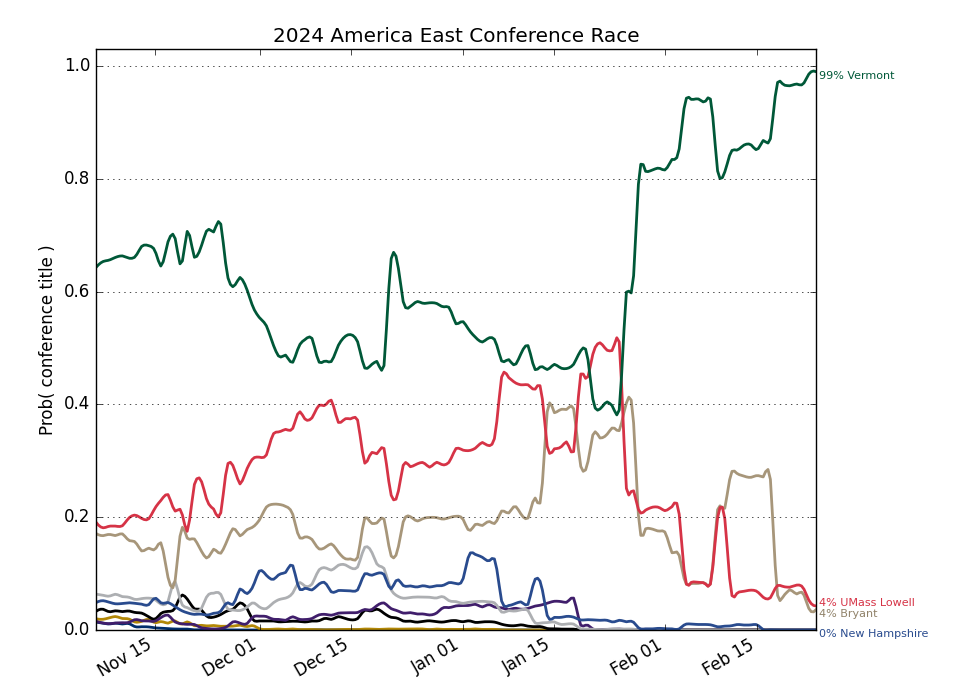 2024 America East Conference Race
1.0
0.8
0.6
0.4
0.2
0.0
Prob( conference title )
99% Vermont
4% UMass Lowell
4% Bryant
0% New Hampshire
Nov 15
Dec 01
Dec 15
Jan 01
Jan 15
Feb 01
Feb 15